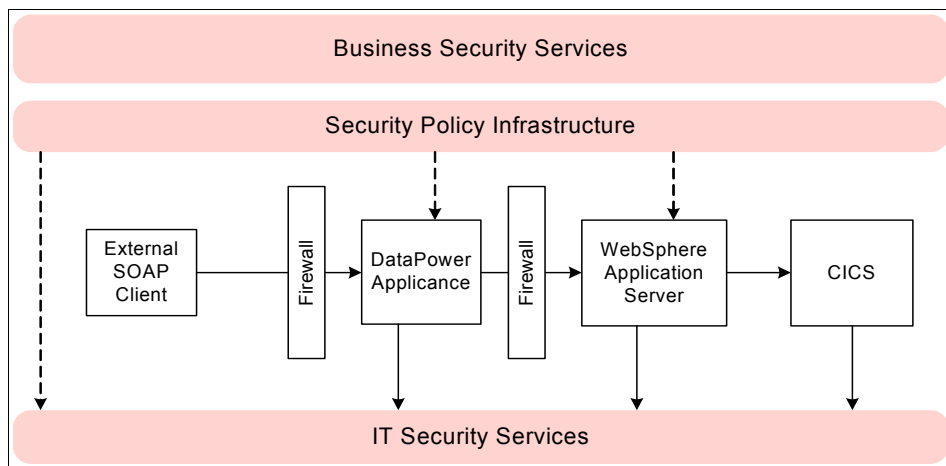 Business Security Services
Security Policy Infrastructure
External
SOAP
Client
Firewall
DataPower
Applicance
Firewall
WebSphere
Application
Server
CICS
IT Security Services